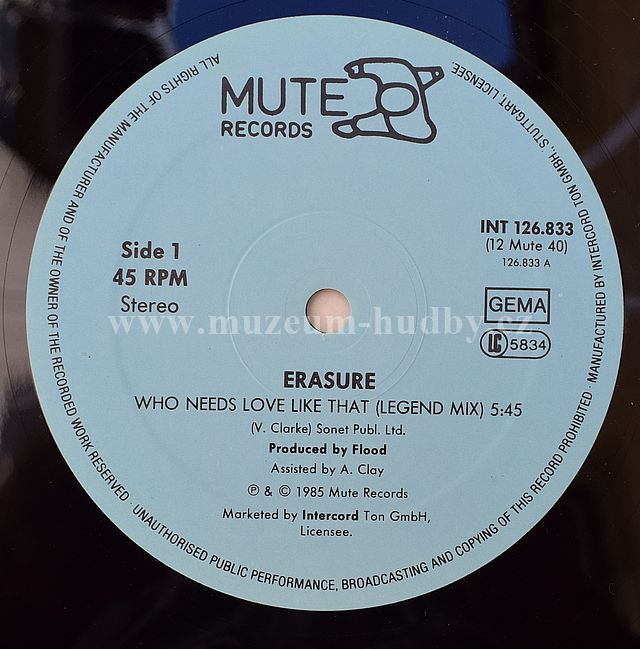 MUTE
RECORDS
Side 1
45 RPM
Stereo
INT 126.833
(12 Mute 40)
126.833 A
GEMA
LC 5834
www.muzeum-hudby.cz
ERASURE
WHO NEEDS LOVE LIKE THAT (LEGEND MIX) 5:45
(V. Clarke) Sonet Publ. Ltd.
Produced by Flood
Assisted by A. Clay
℗ & © 1985 Mute Records
Marketed by Intercord Ton GmbH,
Licensee.
ALL RIGHTS OF THE MANUFACTURER AND OF THE OWNER OF THE RECORDED WORK RESERVED · UNAUTHORISED PUBLIC PERFORMANCE, BROADCASTING AND COPYING OF THIS RECORD PROHIBITED · MANUFACTURED BY INTERCORD TON GMBH., STUTTGART, LICENSEE.